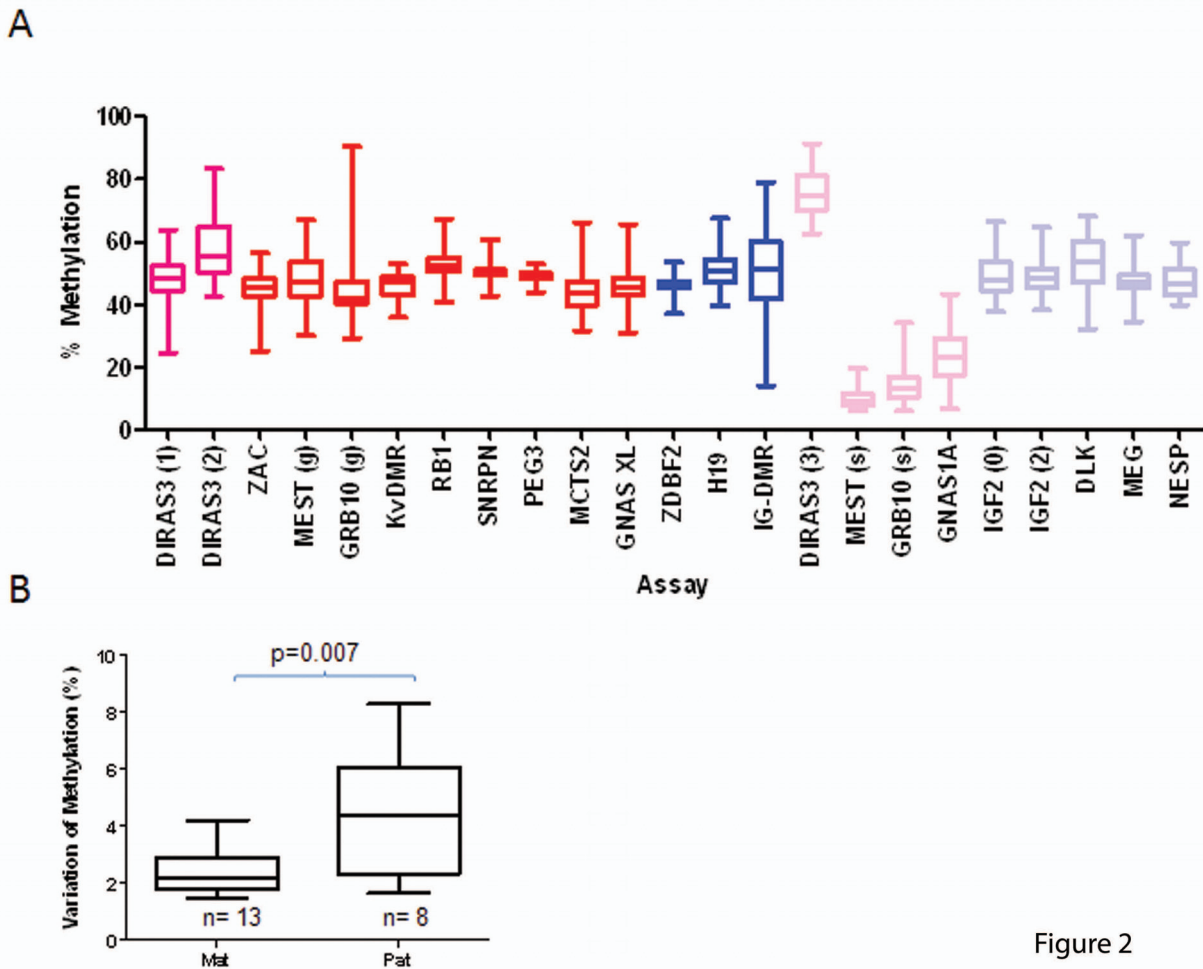 A
% Methylation
100
80
60
40
20
0
DIRAS3 (1)
DIRAS3 (2)
ZAC
MEST (g)
GRB10 (g)
KvDMR
RB1
SNRPN
PEG3
MCTS2
GNAS XL
ZDBF2
H19
IG-DMR
DIRAS3 (3)
MEST (s)
GRB10 (s)
GNAS1A
IGF2 (0)
IGF2 (2)
DLK
MEG
NESP
Assay
B
Variation of Methylation (%)
10
8
6
4
2
0
p=0.007
n= 13
n= 8
Mat
Pat
Figure 2